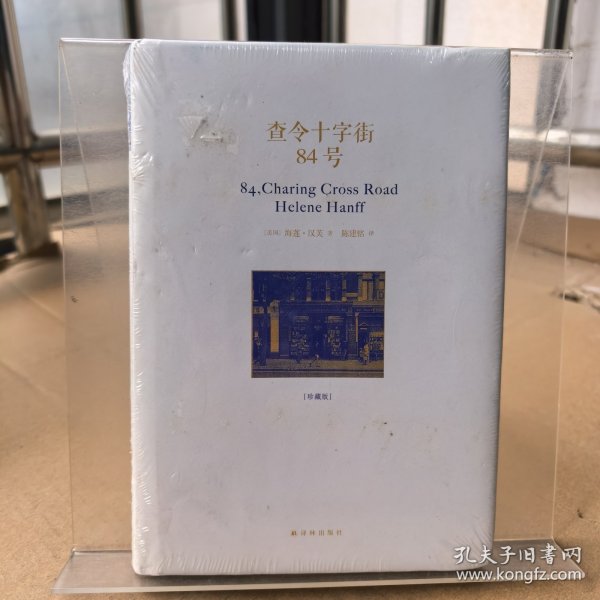 查令十字街
84号
84, Charing Cross Road
Helene Hanff
[美国] 海莲·汉芙 著 陈建铭 译
[珍藏版]
译林出版社
孔夫子旧书网
www.kongfz.com